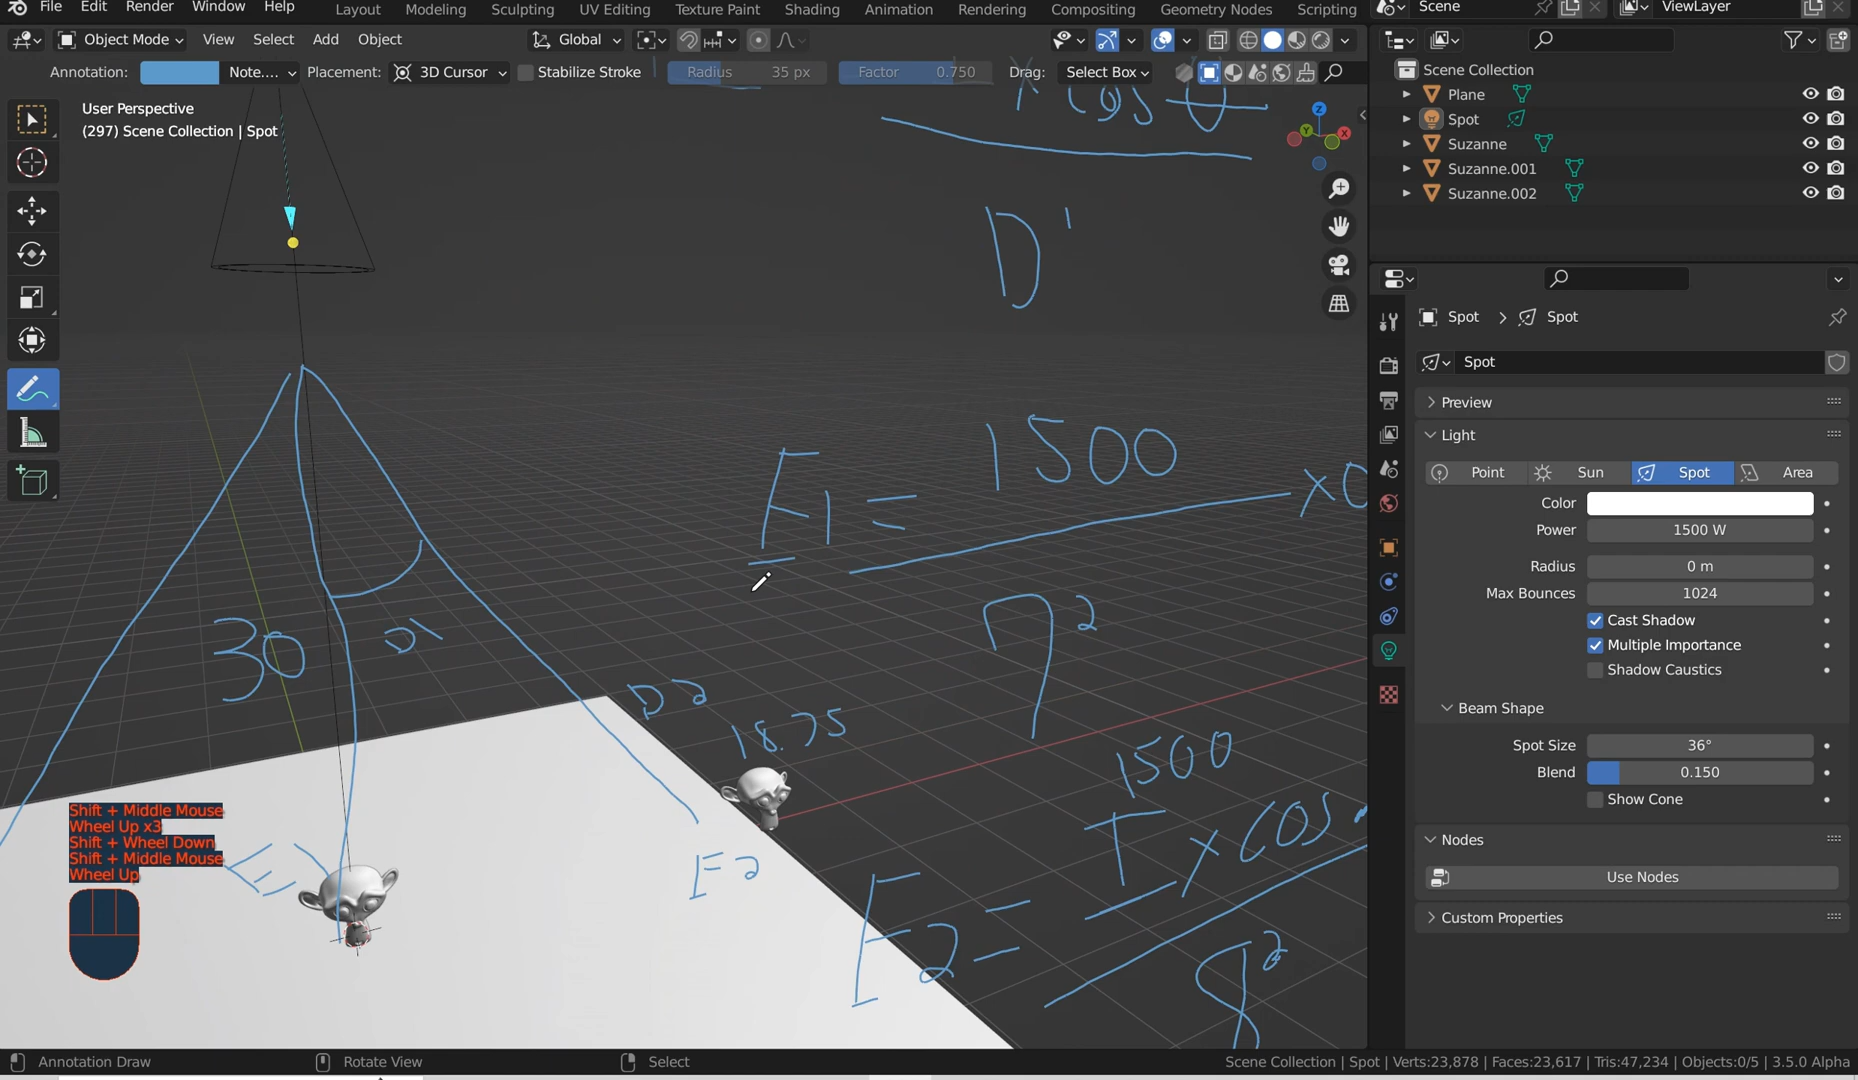 File Edit Render Window Help Layout Modeling Sculpting UV Editing Texture Paint Shading Animation Rendering Compositing Geometry Nodes Scripting Scene ViewLayer
Object Mode View Select Add Object Global
Annotation: Note.... Placement: 3D Cursor Stabilize Stroke Radius 35 px Factor 0.750 Drag: Select Box
User Perspective
(297) Scene Collection | Spot
x cos θ
D'
E1 = 1500
7²
30
D1
D2
18.75
E2
1500
8²
Shift + Middle Mouse
Wheel Up x3
Shift + Wheel Down
Shift + Middle Mouse
Wheel Up
Z
Y
X
Scene Collection
Plane
Spot
Suzanne
Suzanne.001
Suzanne.002
Spot > Spot
Spot
Preview
Light
Point Sun Spot Area
Color
Power 1500 W
Radius 0 m
Max Bounces 1024
Cast Shadow
Multiple Importance
Shadow Caustics
Beam Shape
Spot Size 36°
Blend 0.150
Show Cone
Nodes
Use Nodes
Custom Properties
Annotation Draw Rotate View Select Scene Collection | Spot | Verts:23,878 | Faces:23,617 | Tris:47,234 | Objects:0/5 | 3.5.0 Alpha